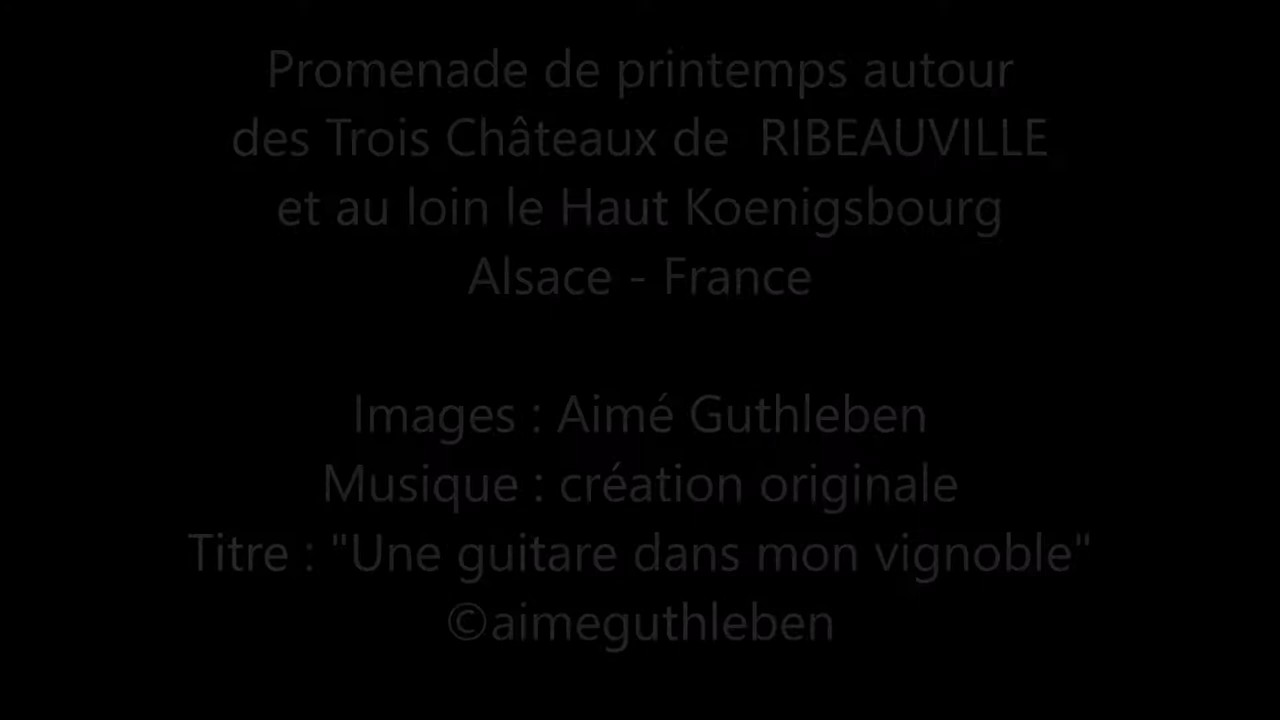 Promenade de printemps autour
des Trois Châteaux de  RIBEAUVILLE
et au loin le Haut Koenigsbourg
Alsace - France
Images : Aimé Guthleben
Musique : création originale
Titre : "Une guitare dans mon vignoble"
©aimeguthleben